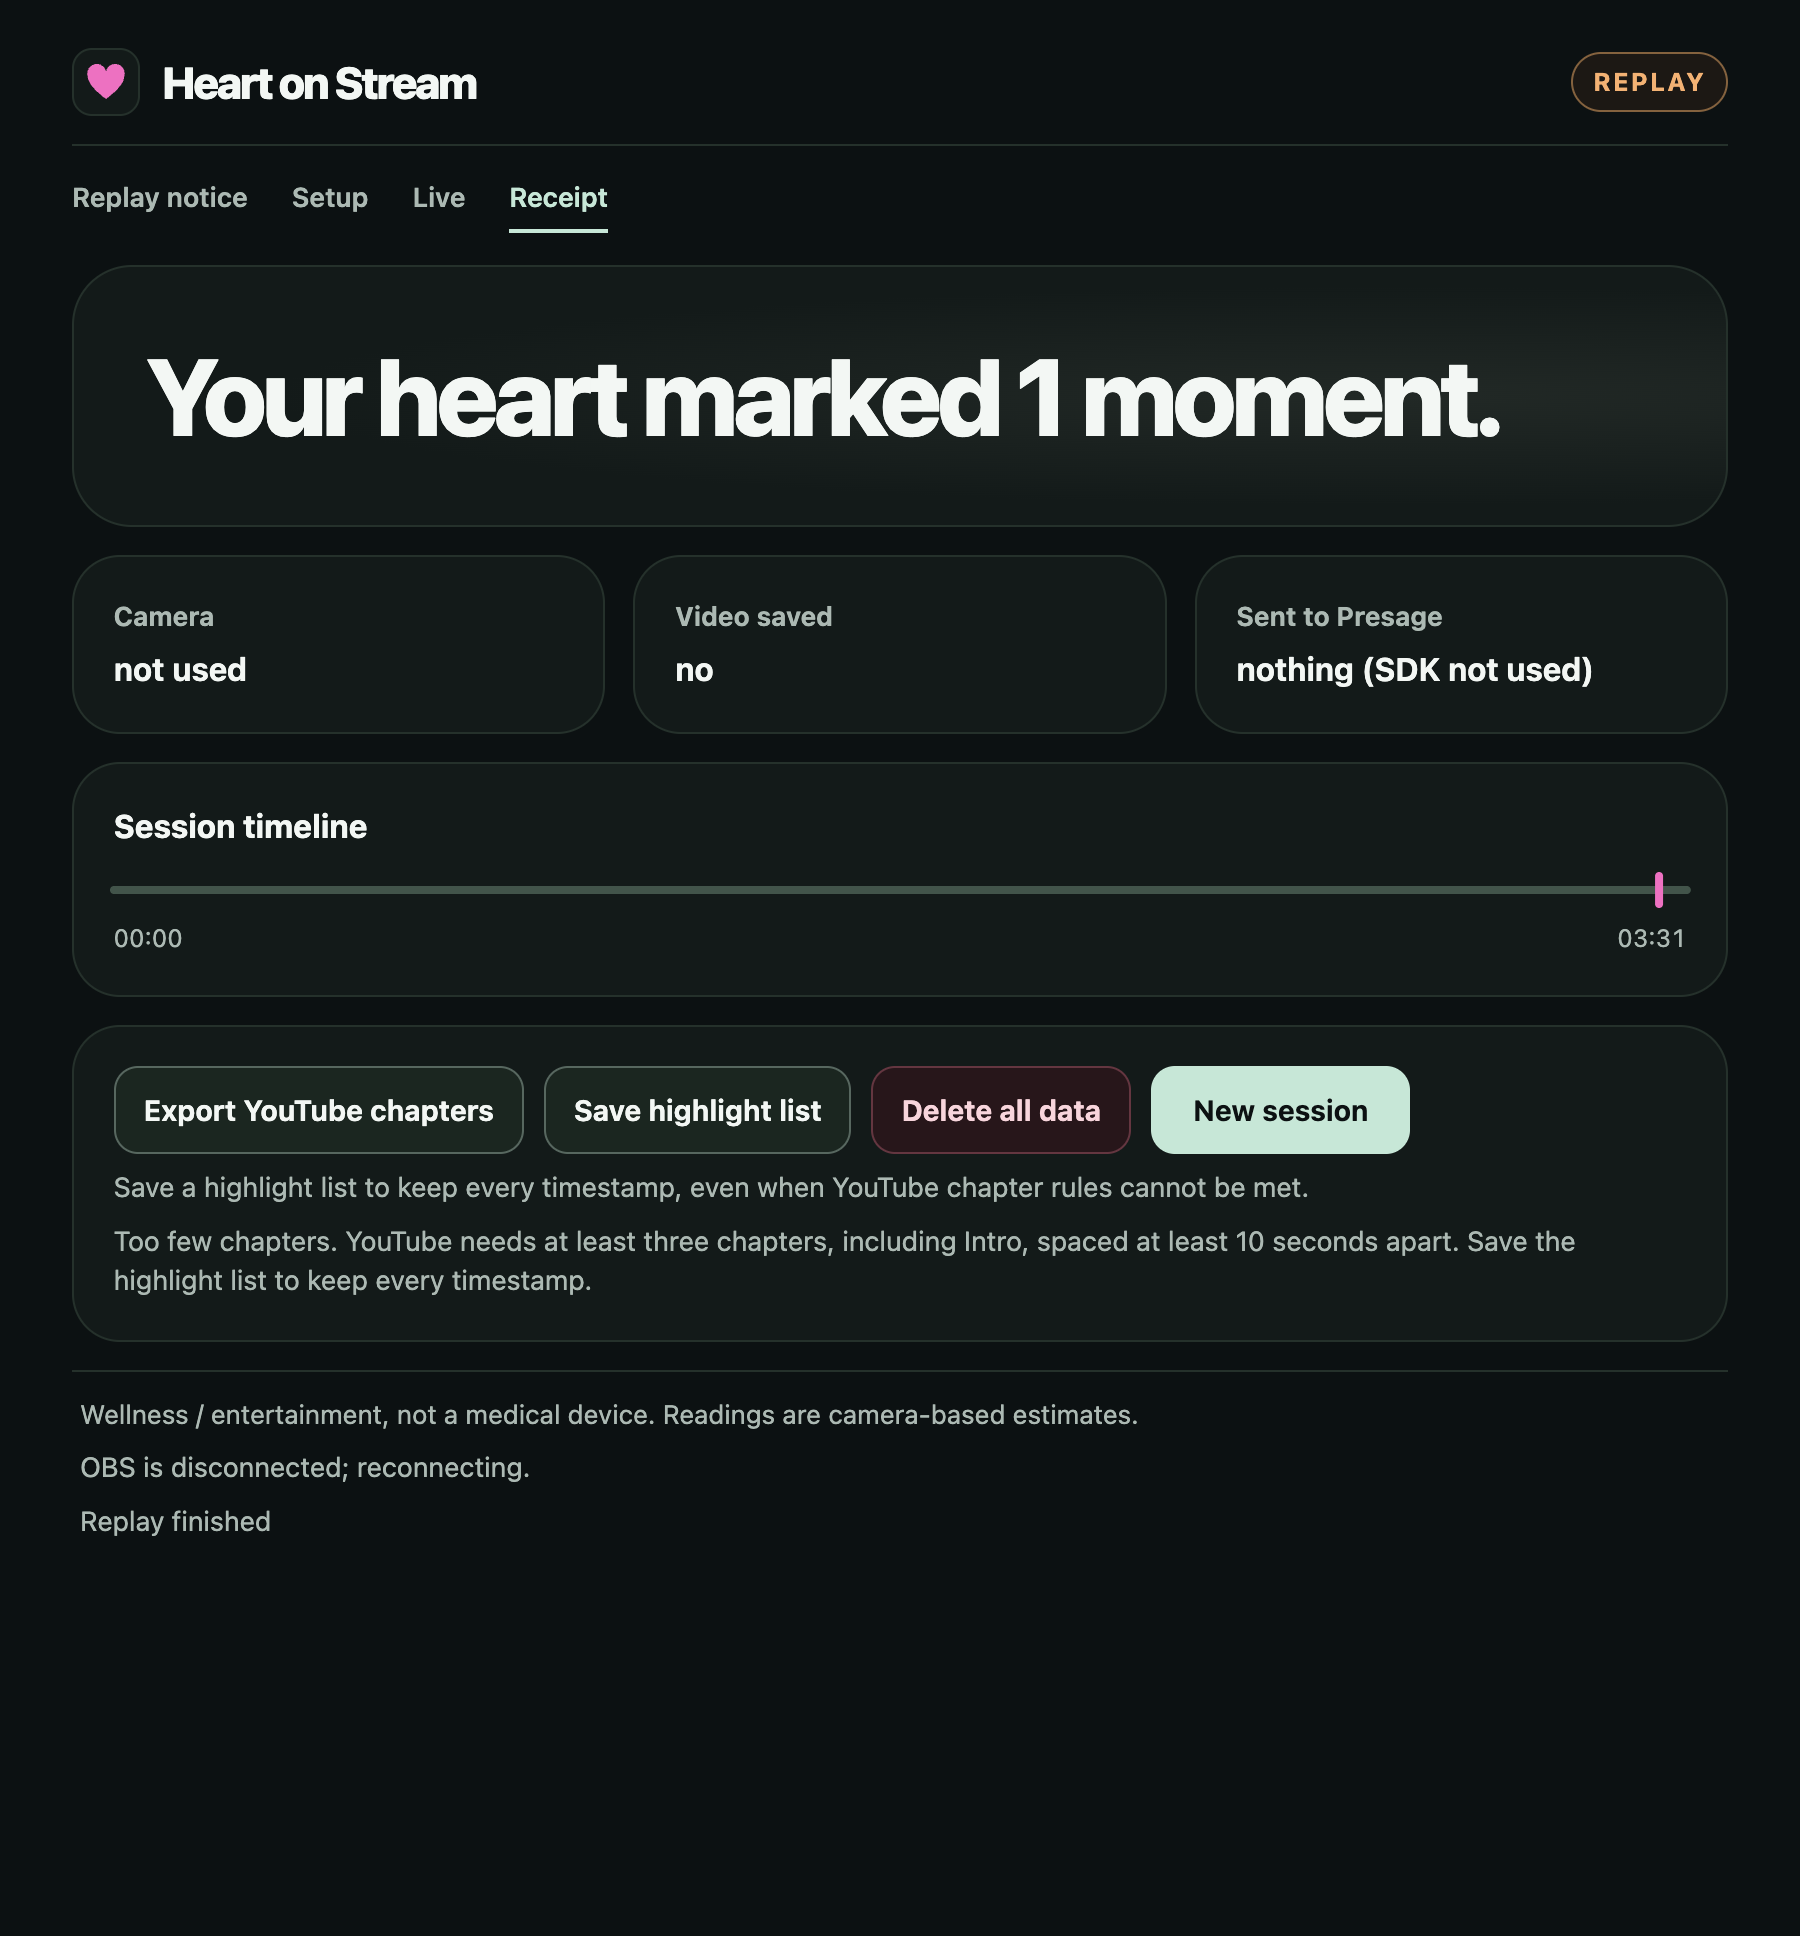 Heart on Stream
REPLAY
Replay notice Setup Live Receipt
Your heart marked 1 moment.
Camera
not used
Video saved
no
Sent to Presage
nothing (SDK not used)
Session timeline
00:00 03:31
Export YouTube chapters Save highlight list Delete all data New session
Save a highlight list to keep every timestamp, even when YouTube chapter rules cannot be met.
Too few chapters. YouTube needs at least three chapters, including Intro, spaced at least 10 seconds apart. Save the
highlight list to keep every timestamp.
Wellness / entertainment, not a medical device. Readings are camera-based estimates.
OBS is disconnected; reconnecting.
Replay finished